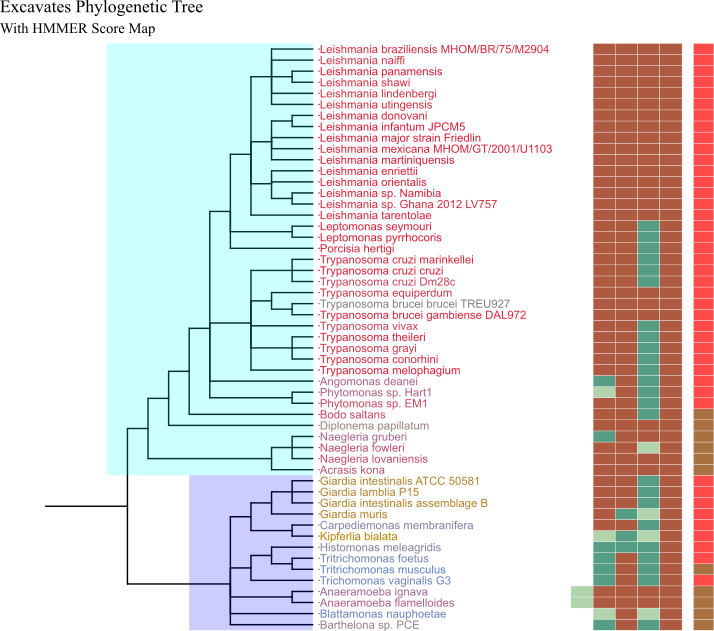 Excavates Phylogenetic Tree
With HMMER Score Map
Leishmania braziliensis MHOM/BR/75/M2904
Leishmania naiffi
Leishmania panamensis
Leishmania shawi
Leishmania lindenbergi
Leishmania utingensis
Leishmania donovani
Leishmania infantum JPCM5
Leishmania major strain Friedlin
Leishmania mexicana MHOM/GT/2001/U1103
Leishmania martiniquensis
Leishmania enriettii
Leishmania orientalis
Leishmania sp. Namibia
Leishmania sp. Ghana 2012 LV757
Leishmania tarentolae
Leptomonas seymouri
Leptomonas pyrrhocoris
Porcisia hertigi
Trypanosoma cruzi marinkellei
Trypanosoma cruzi cruzi
Trypanosoma cruzi Dm28c
Trypanosoma equiperdum
Trypanosoma brucei brucei TREU927
Trypanosoma brucei gambiense DAL972
Trypanosoma vivax
Trypanosoma theileri
Trypanosoma grayi
Trypanosoma conorhini
Trypanosoma melophagium
Angomonas deanei
Phytomonas sp. Hart1
Phytomonas sp. EM1
Bodo saltans
Diplonema papillatum
Naegleria gruberi
Naegleria fowleri
Naegleria lovaniensis
Acrasis kona
Giardia intestinalis ATCC 50581
Giardia lamblia P15
Giardia intestinalis assemblage B
Giardia muris
Carpediemonas membranifera
Kipferlia bialata
Histomonas meleagridis
Tritrichomonas foetus
Tritrichomonas musculus
Trichomonas vaginalis G3
Anaeramoeba ignava
Anaeramoeba flamelloides
Blattamonas nauphoetae
Barthelona sp. PCE